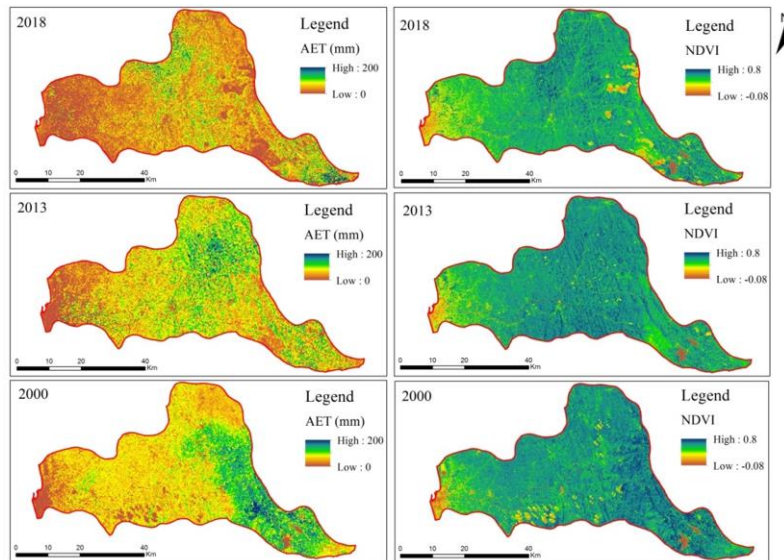 2018
Legend
AET (mm)
High : 200
Low : 0
0 10 20 40
Km
Legend
NDVI
High : 0.8
Low : -0.08
2018
0 10 20 40
Km
N
2013
Legend
AET (mm)
High : 200
Low : 0
0 10 20 40
Km
2013
Legend
NDVI
High : 0.8
Low : -0.08
0 10 20 40
Km
2000
Legend
AET (mm)
High : 200
Low : 0
0 10 20 40
Km
2000
Legend
NDVI
High : 0.8
Low : -0.08
0 10 20 40
Km